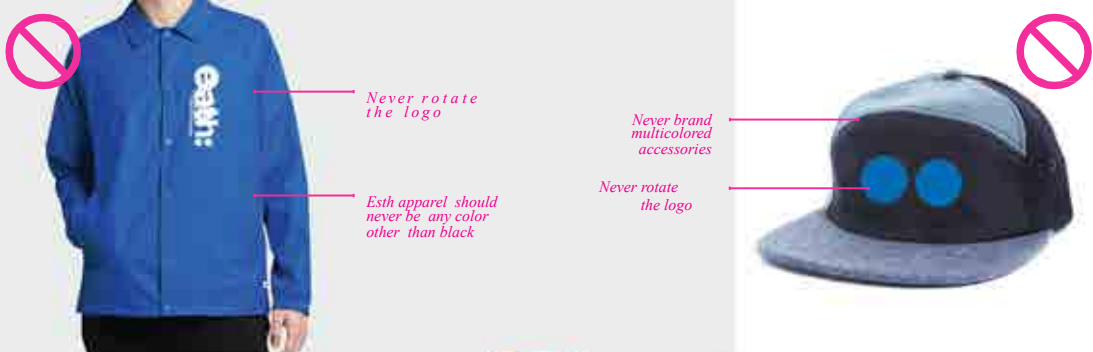 Never rotate
the logo
Esth apparel should
never be any color
other than black
Never brand
multicolored
accessories
Never rotate
the logo